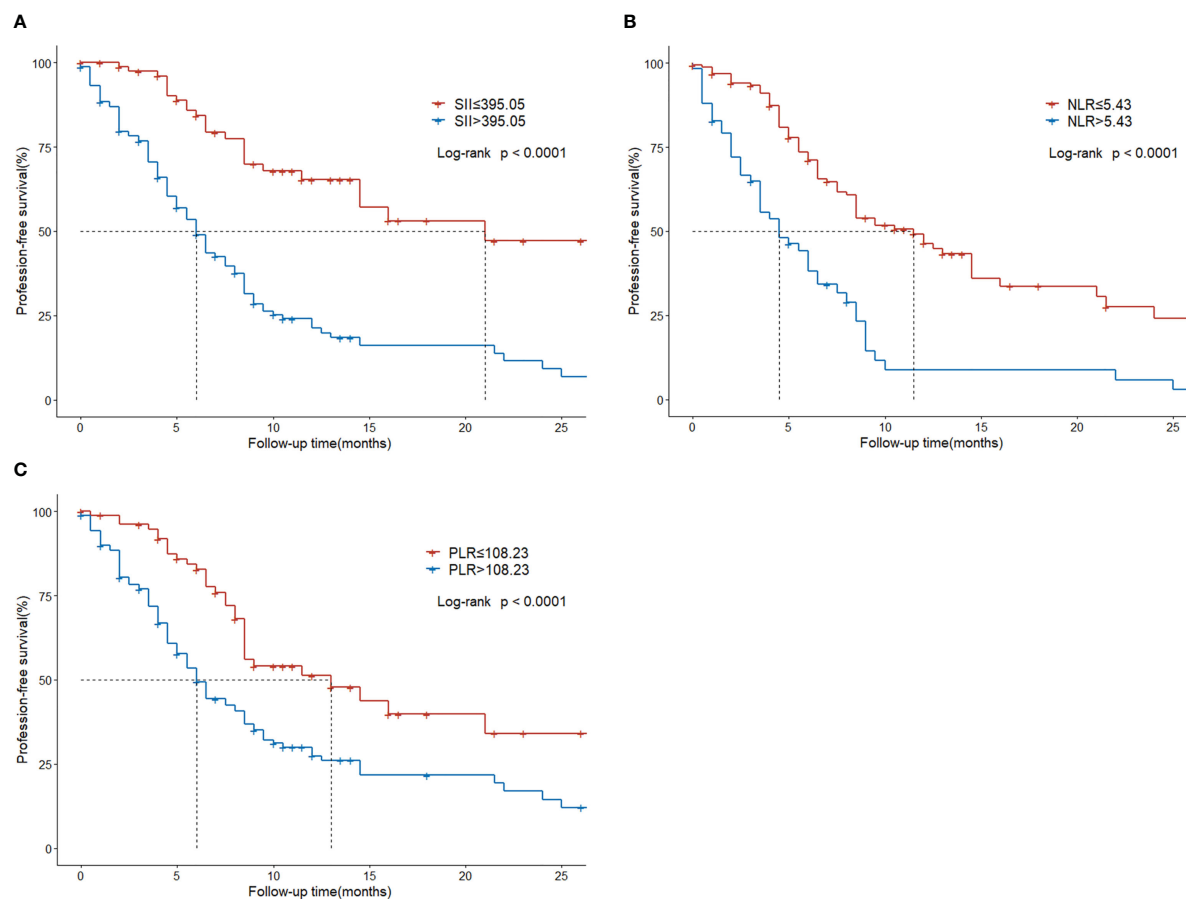 A
100
75
50
25
0
Profession-free survival(%)
SII≤395.05
SII>395.05
Log-rank p < 0.0001
0 5 10 15 20 25
Follow-up time(months)
B
100
75
50
25
0
Profession-free survival(%)
NLR≤5.43
NLR>5.43
Log-rank p < 0.0001
0 5 10 15 20 25
Follow-up time(months)
C
100
75
50
25
0
Profession-free survival(%)
PLR≤108.23
PLR>108.23
Log-rank p < 0.0001
0 5 10 15 20 25
Follow-up time(months)